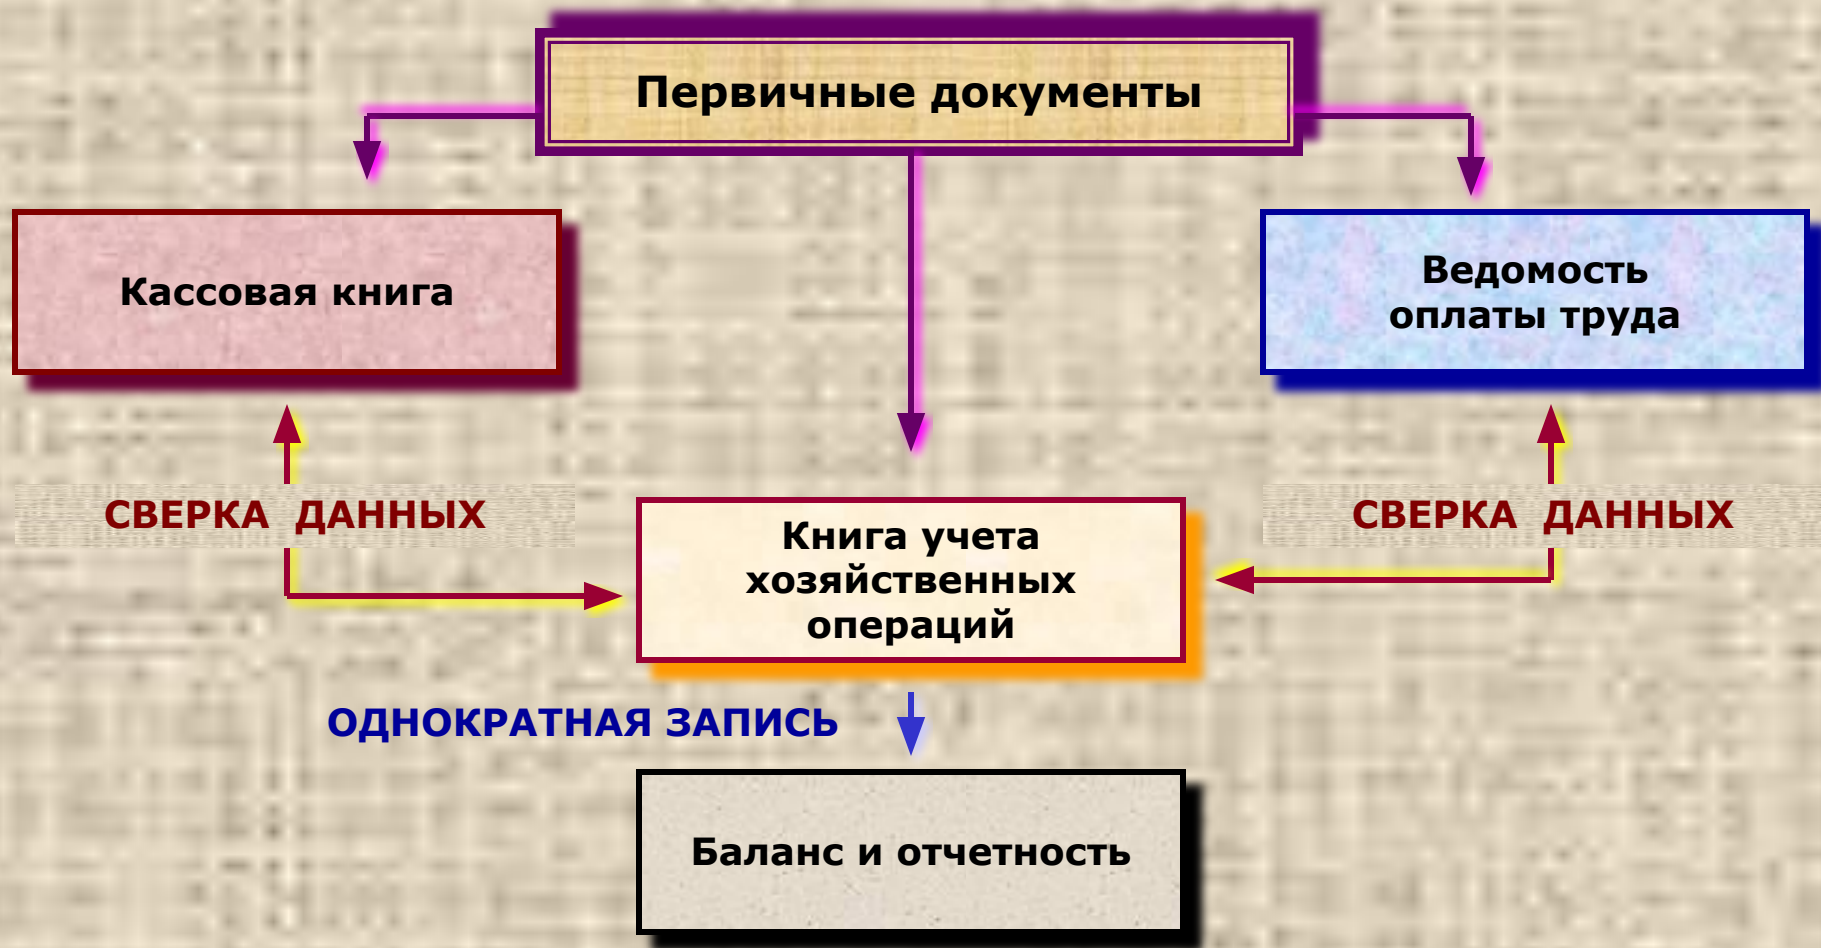 Первичные документы
Кассовая книга
Ведомость
оплаты труда
СВЕРКА ДАННЫХ
СВЕРКА ДАННЫХ
Книга учета
хозяйственных
операций
ОДНОКРАТНАЯ ЗАПИСЬ
Баланс и отчетность